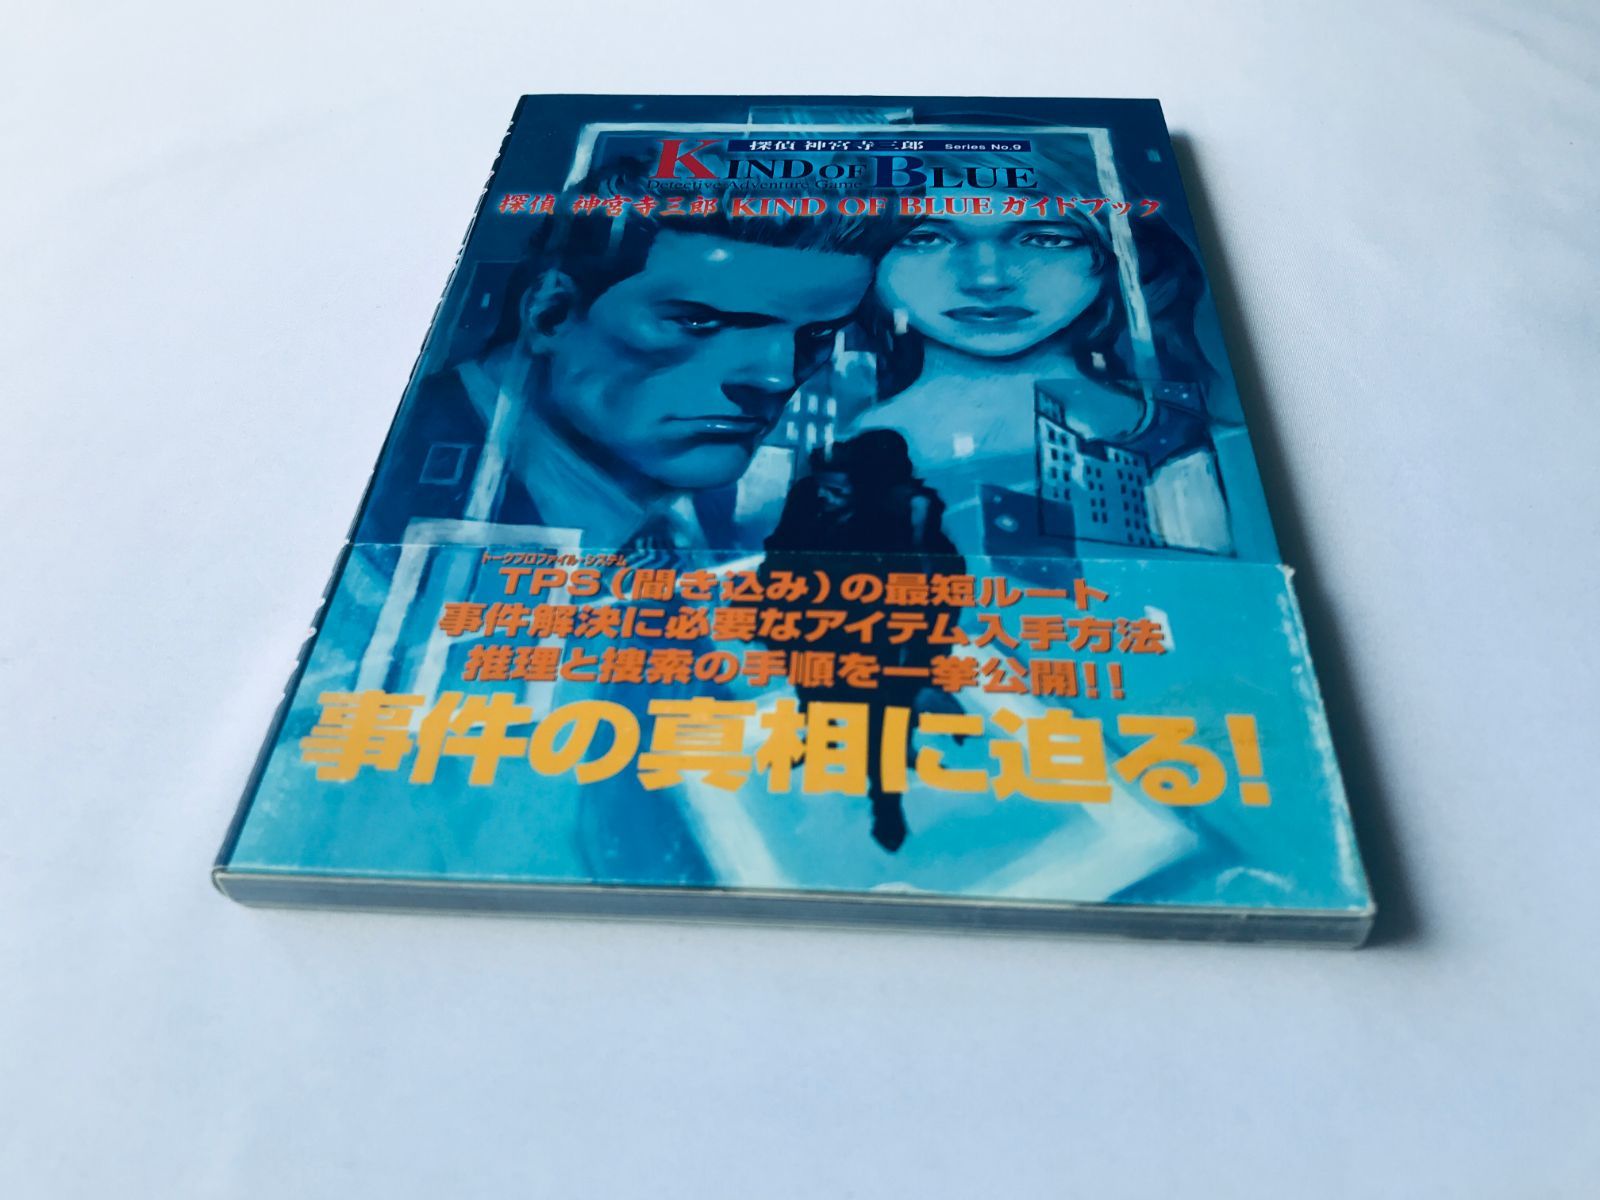 探偵 神宮寺三郎 Series No.9
KIND OF BLUE
Detective Adventure Game
探偵 神宮寺三郎 KIND OF BLUE ガイドブック
トークプロファイル・システム
TPS(聞き込み)の最短ルート
事件解決に必要なアイテム入手方法
推理と捜索の手順を一挙公開!!
事件の真相に迫る!